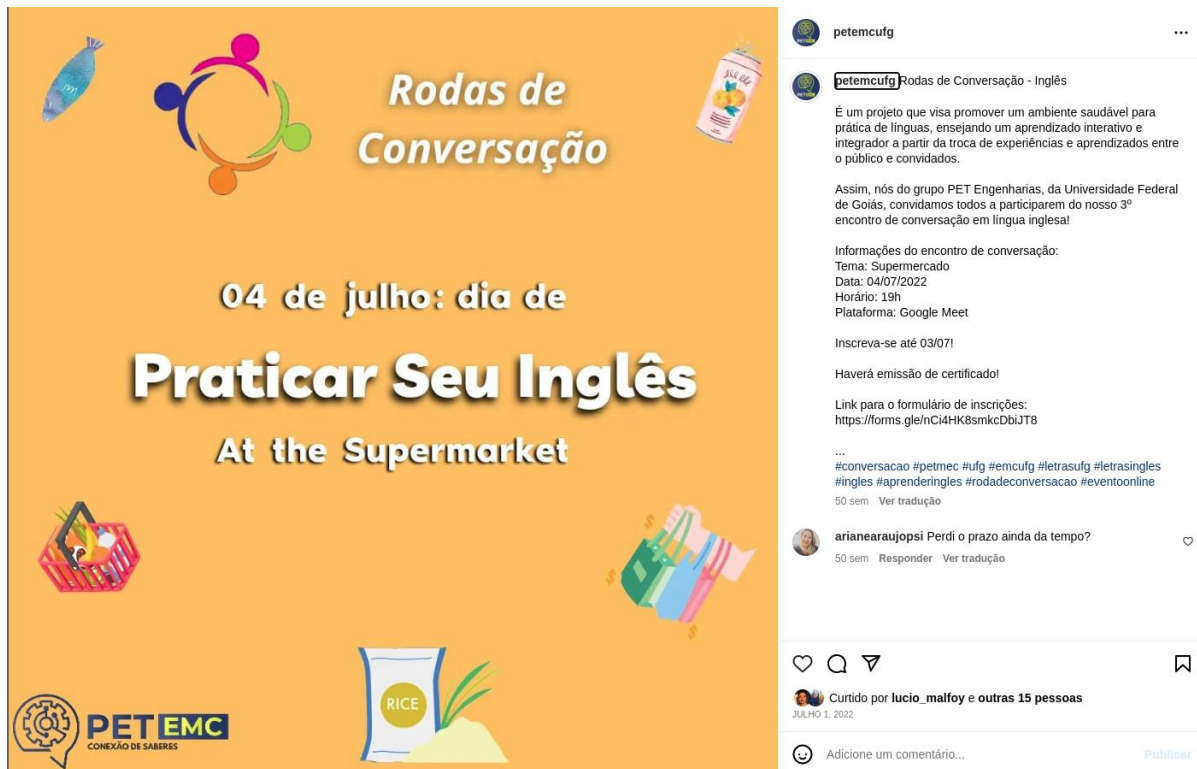 Rodas de
Conversação
04 de julho: dia de
Praticar Seu Inglês
At the Supermarket
RICE
PET EMC
CONEXÃO DE SABERES
petemcufg
petemcufg Rodas de Conversação - Inglês
É um projeto que visa promover um ambiente saudável para
prática de línguas, ensejando um aprendizado interativo e
integrador a partir da troca de experiências e aprendizados entre
o público e convidados.
Assim, nós do grupo PET Engenharias, da Universidade Federal
de Goiás, convidamos todos a participarem do nosso 3º
encontro de conversação em língua inglesa!
Informações do encontro de conversação:
Tema: Supermercado
Data: 04/07/2022
Horário: 19h
Plataforma: Google Meet
Inscreva-se até 03/07!
Haverá emissão de certificado!
Link para o formulário de inscrições:
https://forms.gle/nCi4HK8smkcDbiJT8
...
#conversacao #petmec #ufg #emcufg #letrasufg #letrasingles
#ingles #aprenderingles #rodadeconversacao #eventoonline
50 sem Ver tradução
arianearaujopsi Perdi o prazo ainda da tempo?
50 sem Responder Ver tradução
Curtido por lucio_malfoy e outras 15 pessoas
JULHO 1, 2022
Adicione um comentário...
Publicar